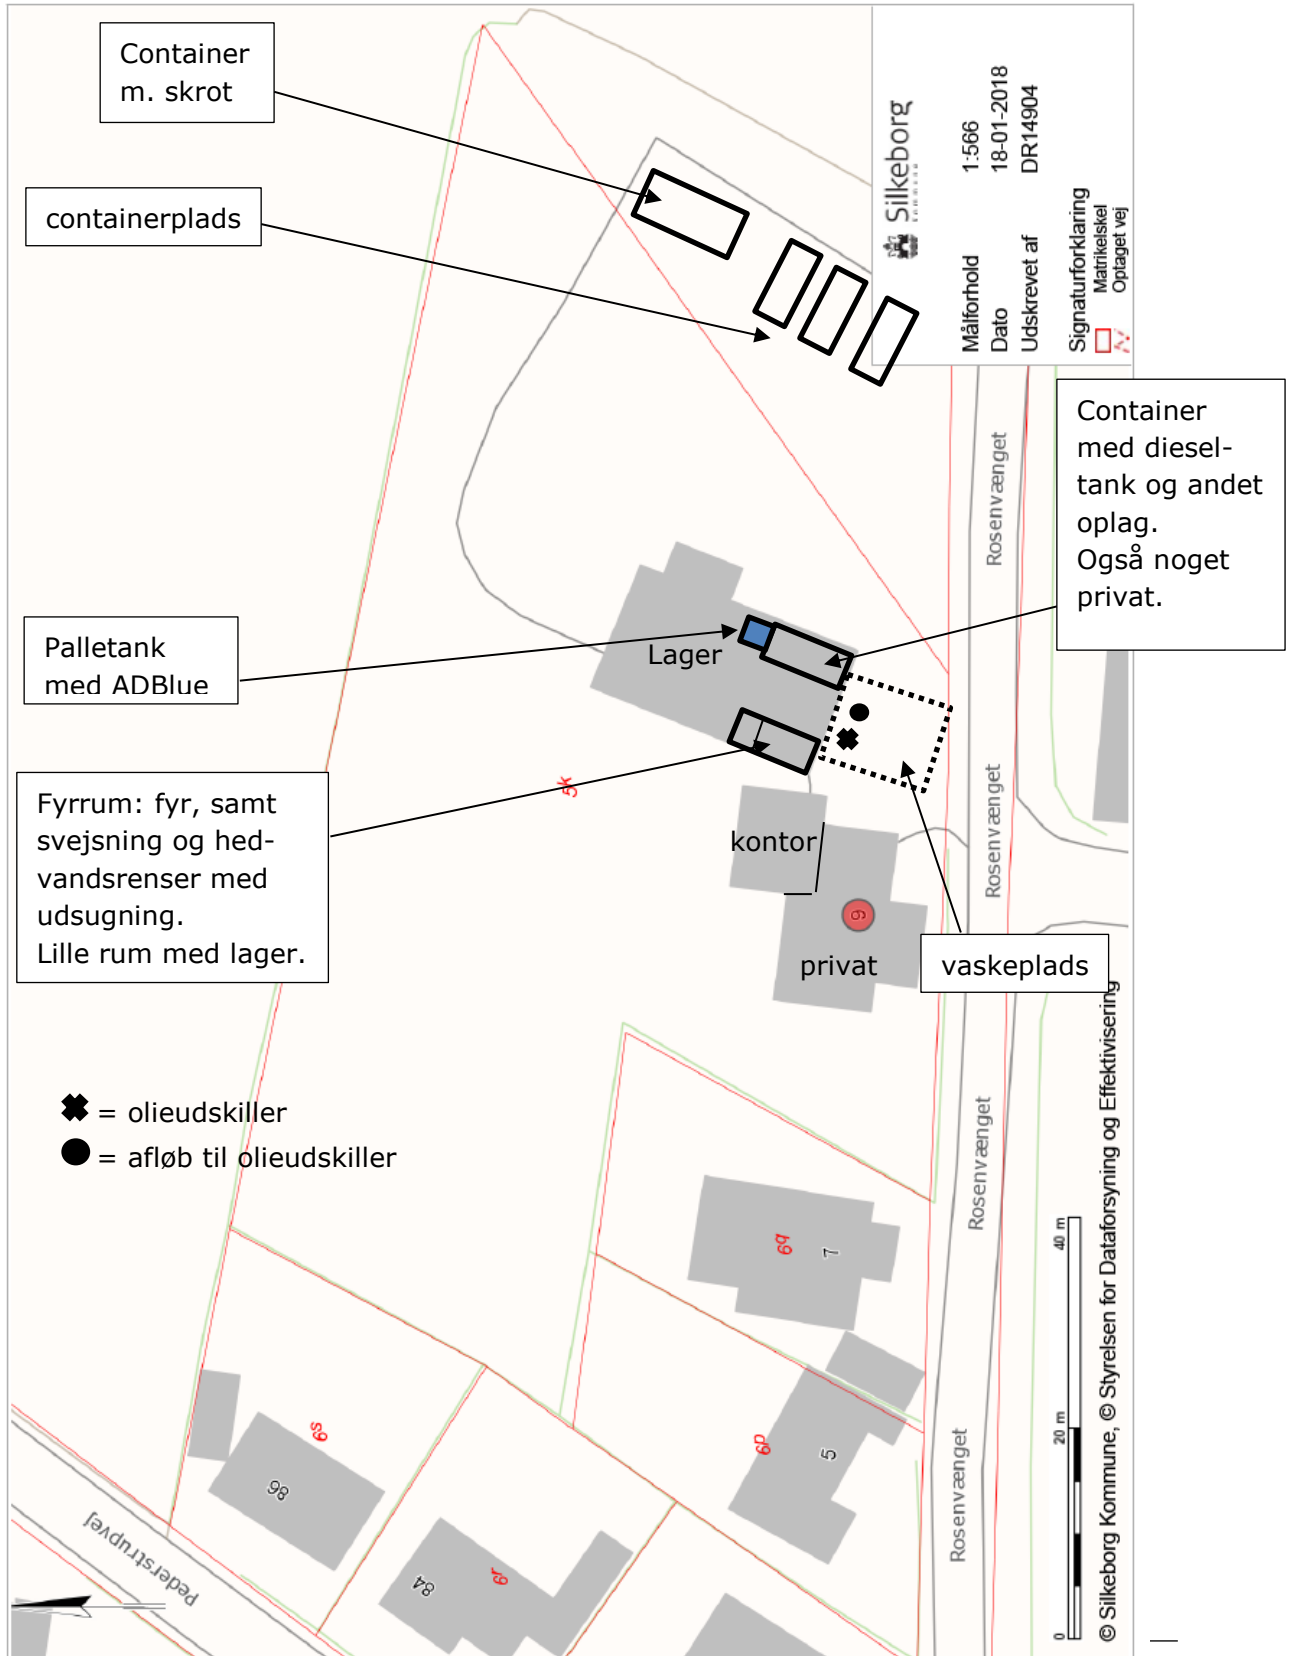 Container
m. skrot
containerplads
Silkeborg
Målforhold 1:566
Dato 18-01-2018
Udskrevet af DR14904
Signaturforklaring
Matrikelskel
Optaget vej
Container
med diesel-
tank og andet
oplag.
Også noget
privat.
Rosenvænget
Palletank
med ADBlue
Lager
Fyrrum: fyr, samt
svejsning og hed-
vandsrenser med
udsugning.
Lille rum med lager.
5k
Rosenvænget
kontor
9
privat
vaskeplads
= olieudskiller
= afløb til olieudskiller
Rosenvænget
6q
7
6p
5
Rosenvænget
6s
86
6r
84
Pederstrupvej
0 20 m 40 m
© Silkeborg Kommune, © Styrelsen for Dataforsyning og Effektivisering